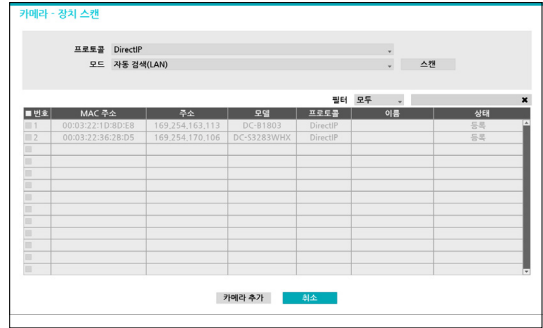 카메라 - 장치 스캔
프로토콜 DirectIP
모드 자동 검색(LAN) 스캔
필터 모두
번호 MAC 주소 주소 모델 프로토콜 이름 상태
1 00:03:22:1D:8D:E8 169,254,163,113 DC-B1803 DirectIP 등록
2 00:03:22:36:2B:D5 169,254,170,106 DC-S3283WHX DirectIP 등록
카메라 추가 취소